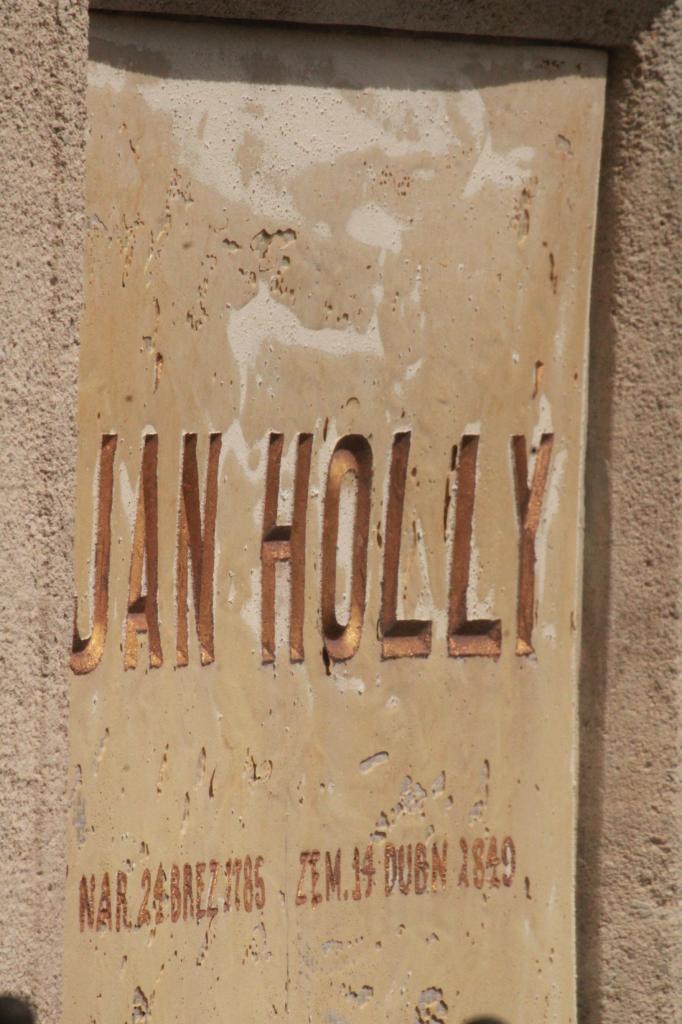 JAN HOLLY
NAR. 24 BREZ 1785 ZEM. 14 DUBN 1849